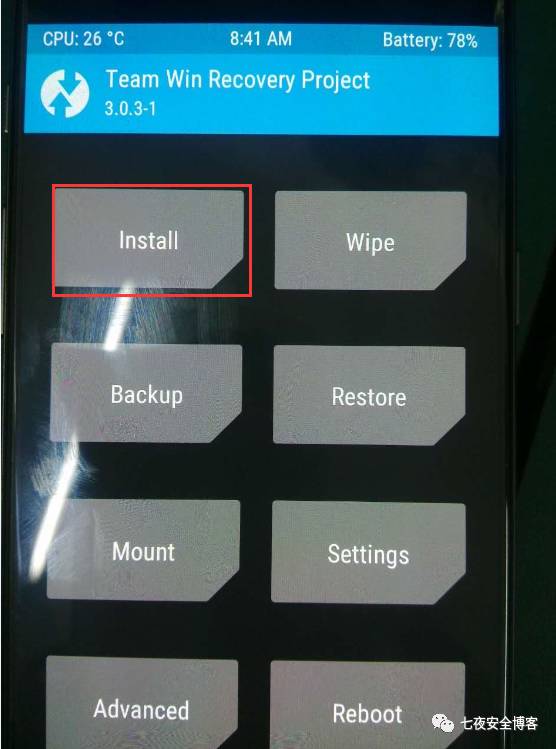 CPU: 26 °C 8:41 AM Battery: 78%
Team Win Recovery Project
3.0.3-1
Install Wipe
Backup Restore
Mount Settings
Advanced Reboot
七夜安全博客